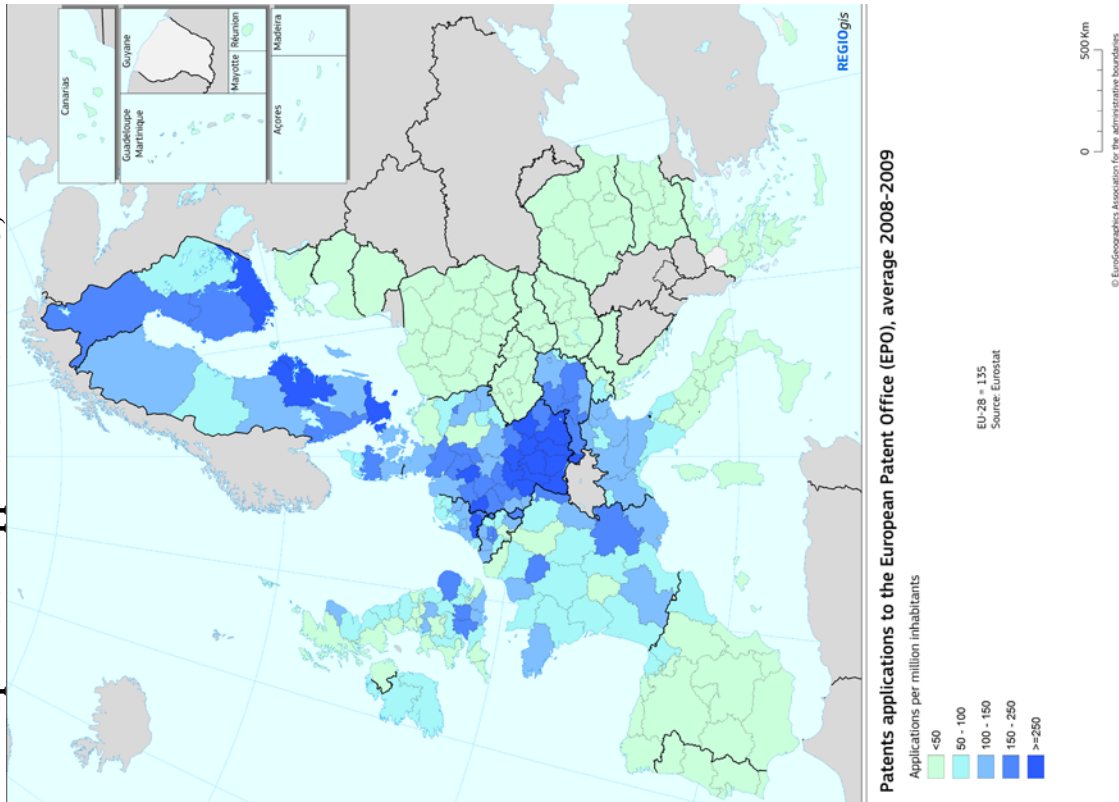 Canarias
Guyane
Guadeloupe
Martinique
Mayotte
Réunion
Açores
Madeira
REGIOgis
Patents applications to the European Patent Office (EPO), average 2008-2009
Applications per million inhabitants
<50
50 - 100
100 - 150
150 - 250
>=250
EU-28 = 135
Source: Eurostat
0
500 Km
© EuroGeographics Association for the administrative boundaries